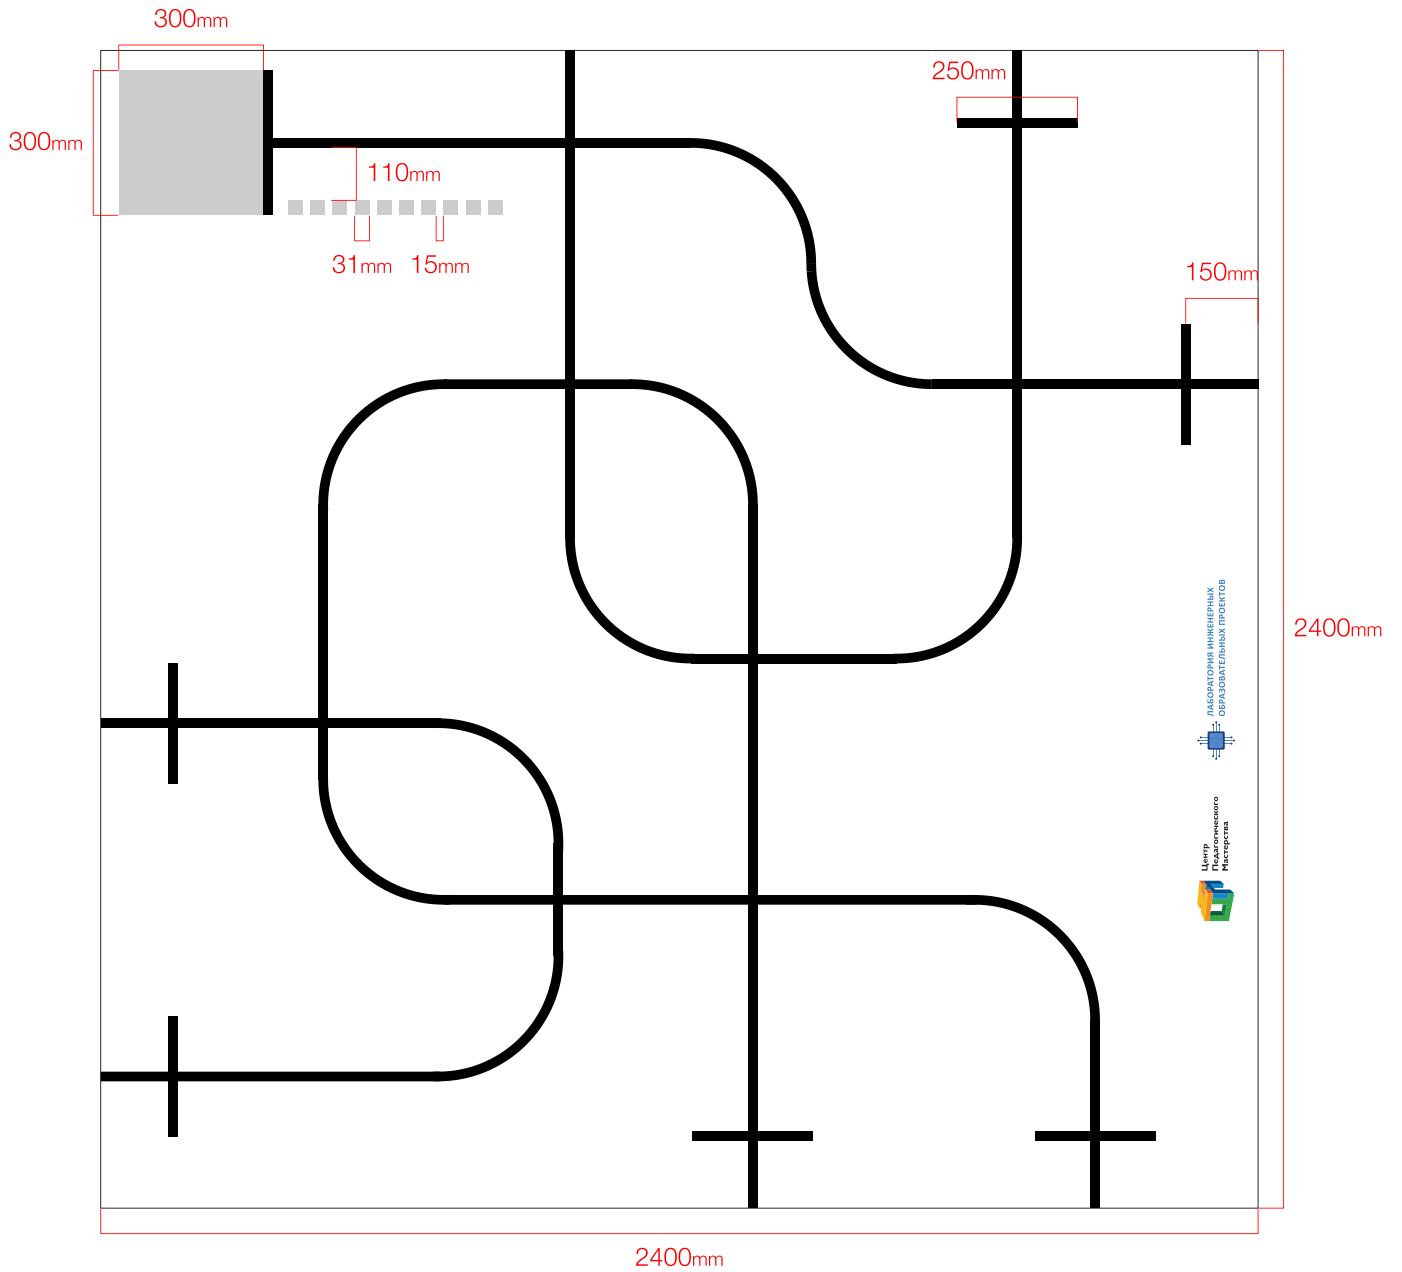 300mm
250mm
300mm
110mm
31mm
15mm
150mm
2400mm
ЛАБОРАТОРИЯ ИНЖЕНЕРНЫХ
ОБРАЗОВАТЕЛЬНЫХ ПРОЕКТОВ
Центр
Педагогического
Мастерства
2400mm